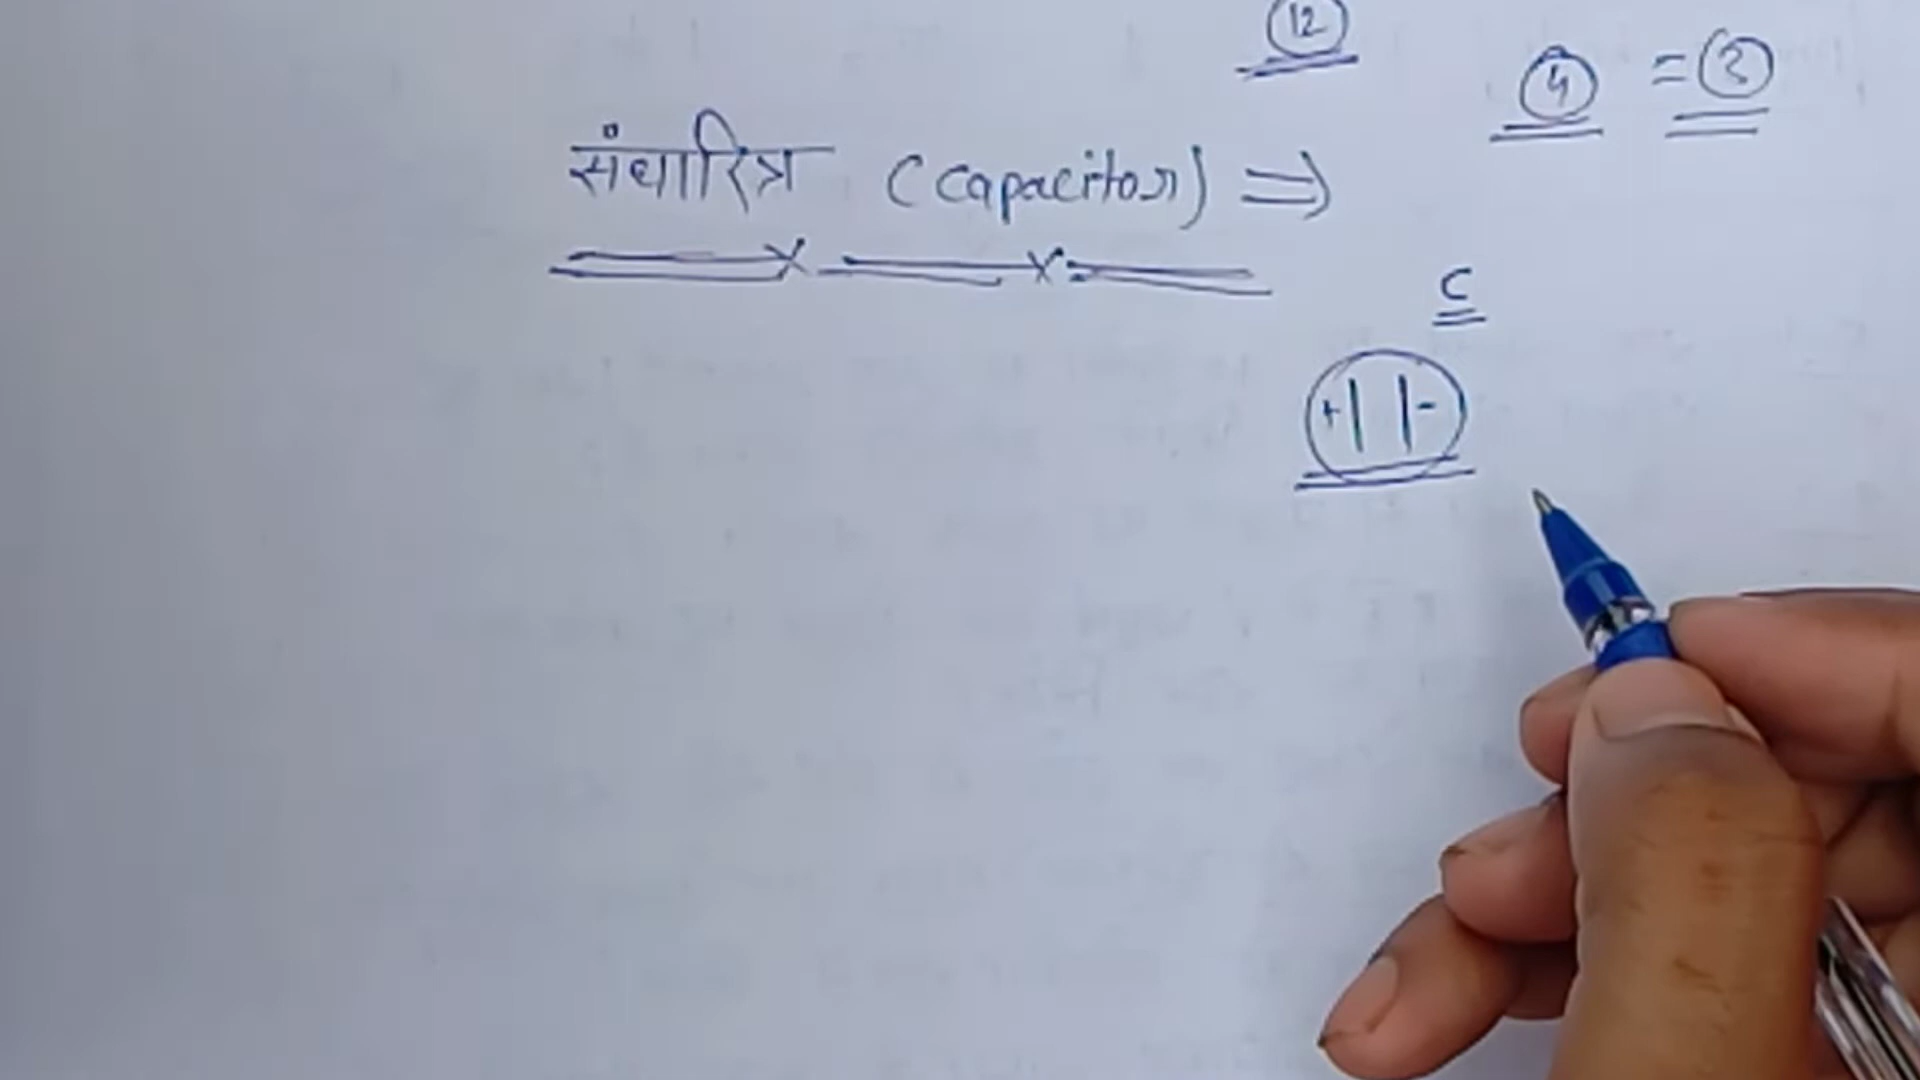 12
4 = 3
संधारित्र (Capacitor) ⇒
C
+ | | -